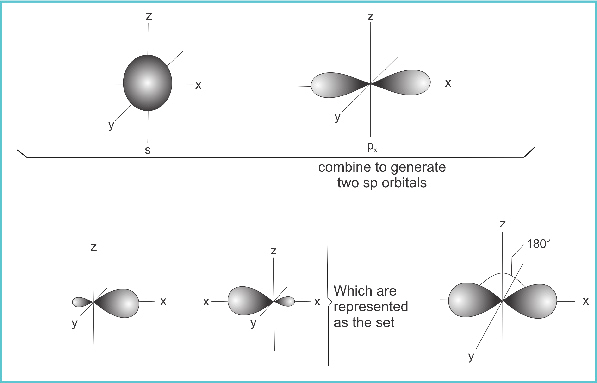 z
x
y
s
z
x
y
px
combine to generate
two sp orbitals
z
x
y
z
x
x
y
Which are
represented
as the set
z
180°
x
y